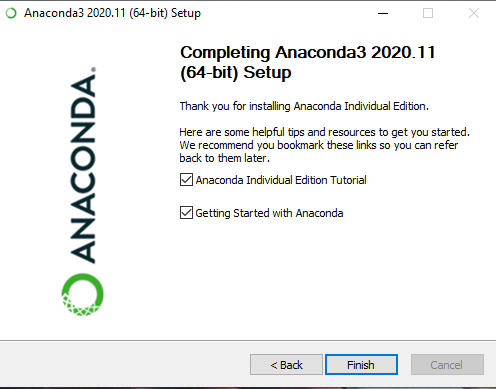 Anaconda3 2020.11 (64-bit) Setup
ANACONDA.
Completing Anaconda3 2020.11
(64-bit) Setup
Thank you for installing Anaconda Individual Edition.
Here are some helpful tips and resources to get you started.
We recommend you bookmark these links so you can refer
back to them later.
Anaconda Individual Edition Tutorial
Getting Started with Anaconda
< Back
Finish
Cancel